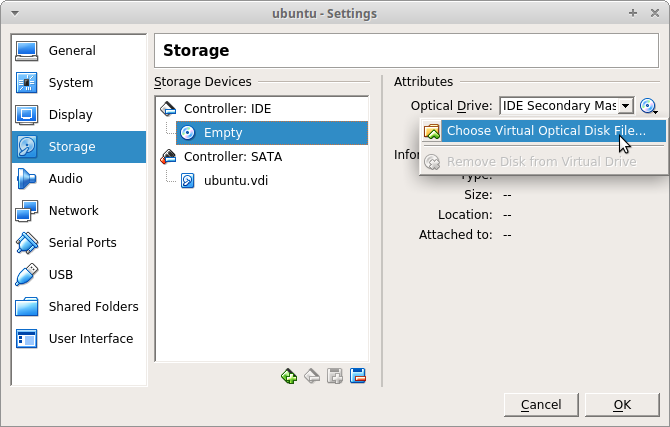 ubuntu - Settings
General
System
Display
Storage
Audio
Network
Serial Ports
USB
Shared Folders
User Interface
Storage
Storage Devices
Controller: IDE
Empty
Controller: SATA
ubuntu.vdi
Attributes
Optical Drive: IDE Secondary Mas
Choose Virtual Optical Disk File...
Remove Disk from Virtual Drive
Type:
Size: --
Location: --
Attached to: --
Cancel
OK